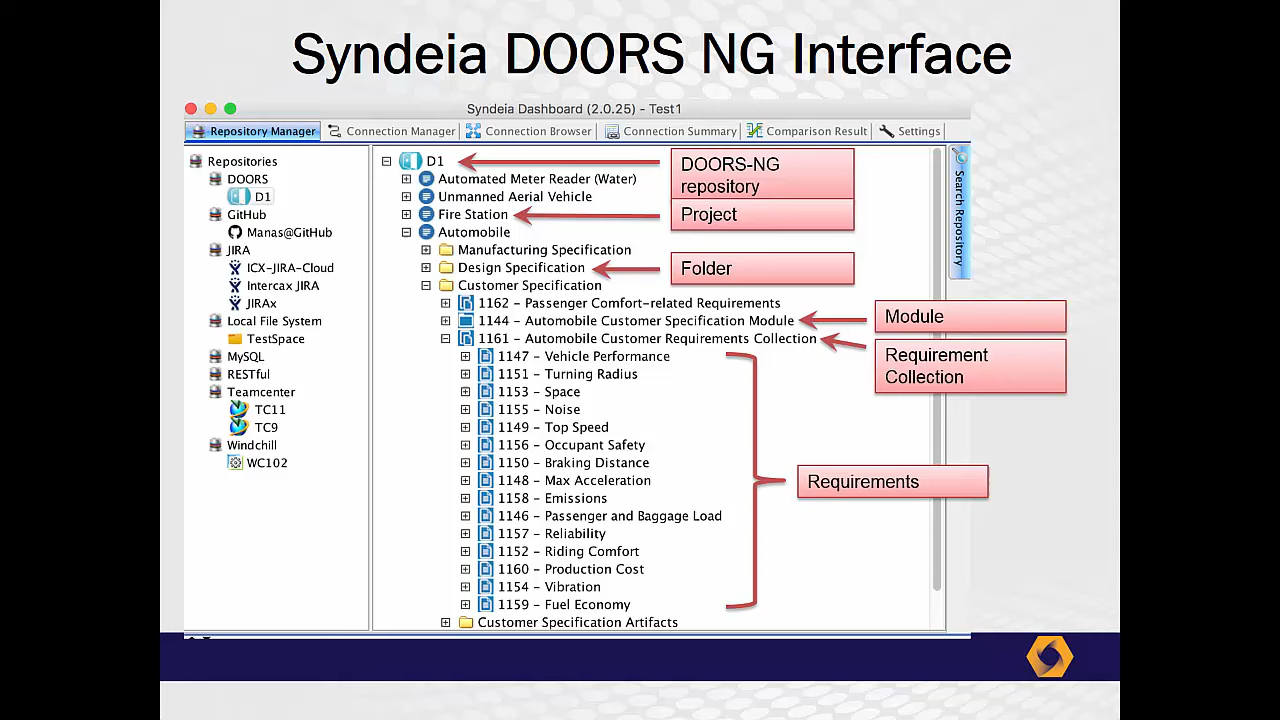 Syndeia DOORS NG Interface
Syndeia Dashboard (2.0.25) - Test1
Repository Manager
Connection Manager
Connection Browser
Connection Summary
Comparison Result
Settings
Repositories
DOORS
D1
GitHub
Manas@GitHub
JIRA
ICX-JIRA-Cloud
Intercax JIRA
JIRAx
Local File System
TestSpace
MySQL
RESTful
Teamcenter
TC11
TC9
Windchill
WC102
D1
Automated Meter Reader (Water)
Unmanned Aerial Vehicle
Fire Station
Automobile
Manufacturing Specification
Design Specification
Customer Specification
1162 - Passenger Comfort-related Requirements
1144 - Automobile Customer Specification Module
1161 - Automobile Customer Requirements Collection
1147 - Vehicle Performance
1151 - Turning Radius
1153 - Space
1155 - Noise
1149 - Top Speed
1156 - Occupant Safety
1150 - Braking Distance
1148 - Max Acceleration
1158 - Emissions
1146 - Passenger and Baggage Load
1157 - Reliability
1152 - Riding Comfort
1160 - Production Cost
1154 - Vibration
1159 - Fuel Economy
Customer Specification Artifacts
DOORS-NG
repository
Project
Folder
Module
Requirement
Collection
Requirements
Search Repository